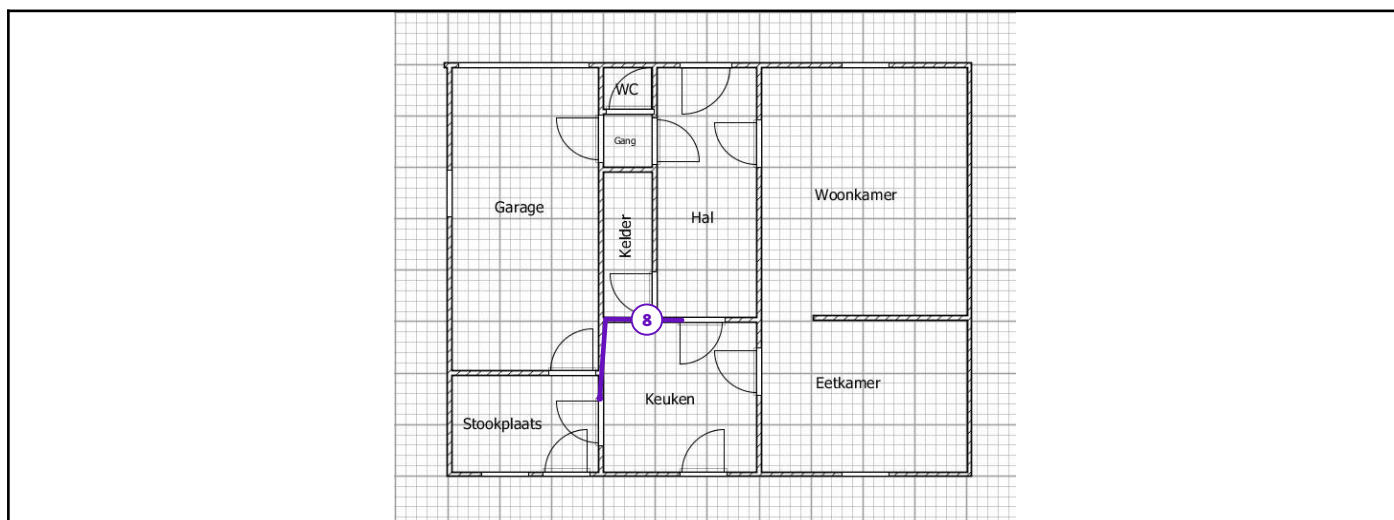 WC
Gang
Woonkamer
Garage
Hal
Kelder
8
Eetkamer
Keuken
Stookplaats